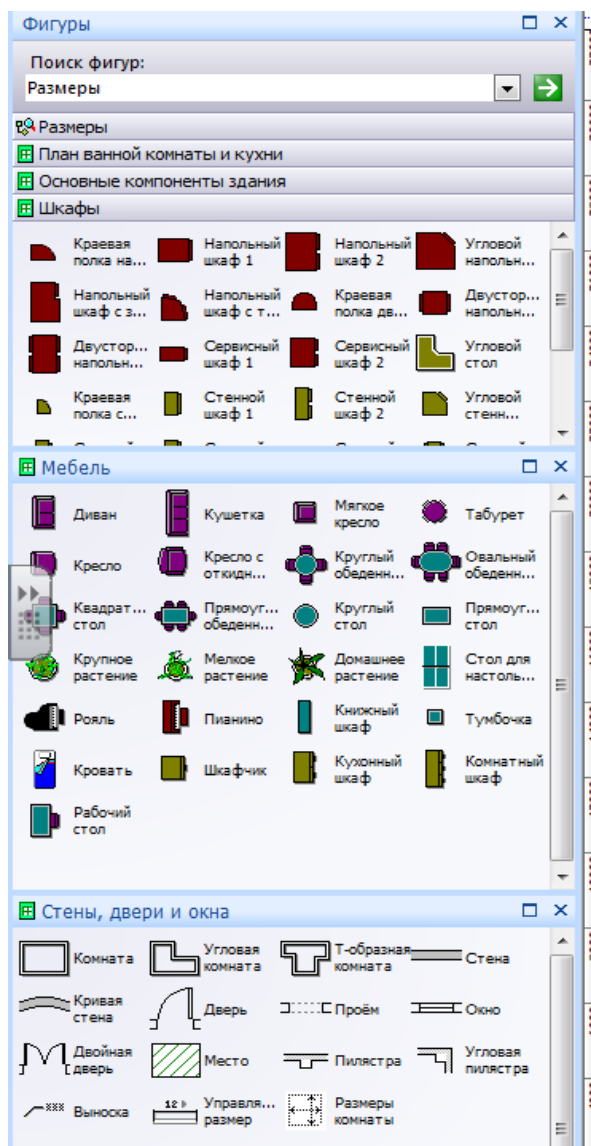 Фигуры
Поиск фигур:
Размеры
Размеры
План ванной комнаты и кухни
Основные компоненты здания
Шкафы
Краевая полка на...
Напольный шкаф 1
Напольный шкаф 2
Угловой напольн...
Напольный шкаф с з...
Напольный шкаф с т...
Краевая полка дв...
Двустор... напольн...
Двустор... напольн...
Сервисный шкаф 1
Сервисный шкаф 2
Угловой стол
Краевая полка с...
Стенной шкаф 1
Стенной шкаф 2
Угловой стенн...
Мебель
Диван
Кушетка
Мягкое кресло
Табурет
Кресло
Кресло с откидн...
Круглый обеденн...
Овальный обеденн...
Квадрат... стол
Прямоуг... обеденн...
Круглый стол
Прямоуг... стол
Крупное растение
Мелкое растение
Домашнее растение
Стол для настоль...
Рояль
Пианино
Книжный шкаф
Тумбочка
Кровать
Шкафчик
Кухонный шкаф
Комнатный шкаф
Рабочий стол
Стены, двери и окна
Комната
Угловая комната
Т-образная комната
Стена
Кривая стена
Дверь
Проём
Окно
Двойная дверь
Место
Пилястра
Угловая пилястра
xxx
Выноска
12
Управля... размер
Размеры комнаты